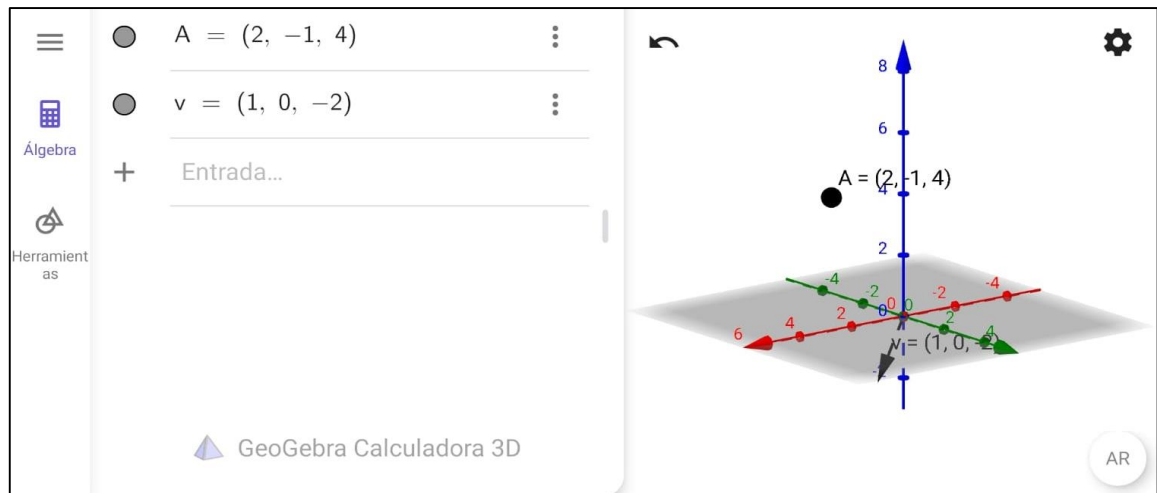 A = (2, −1, 4)
v = (1, 0, −2)
Álgebra
+ Entrada...
Herramient
as
GeoGebra Calculadora 3D
8
6
A = (2, -1, 4)
4
2
-4
-2
0
0
0
2
4
-4
-2
2
4
6
v = (1, 0, -2)
-2
AR